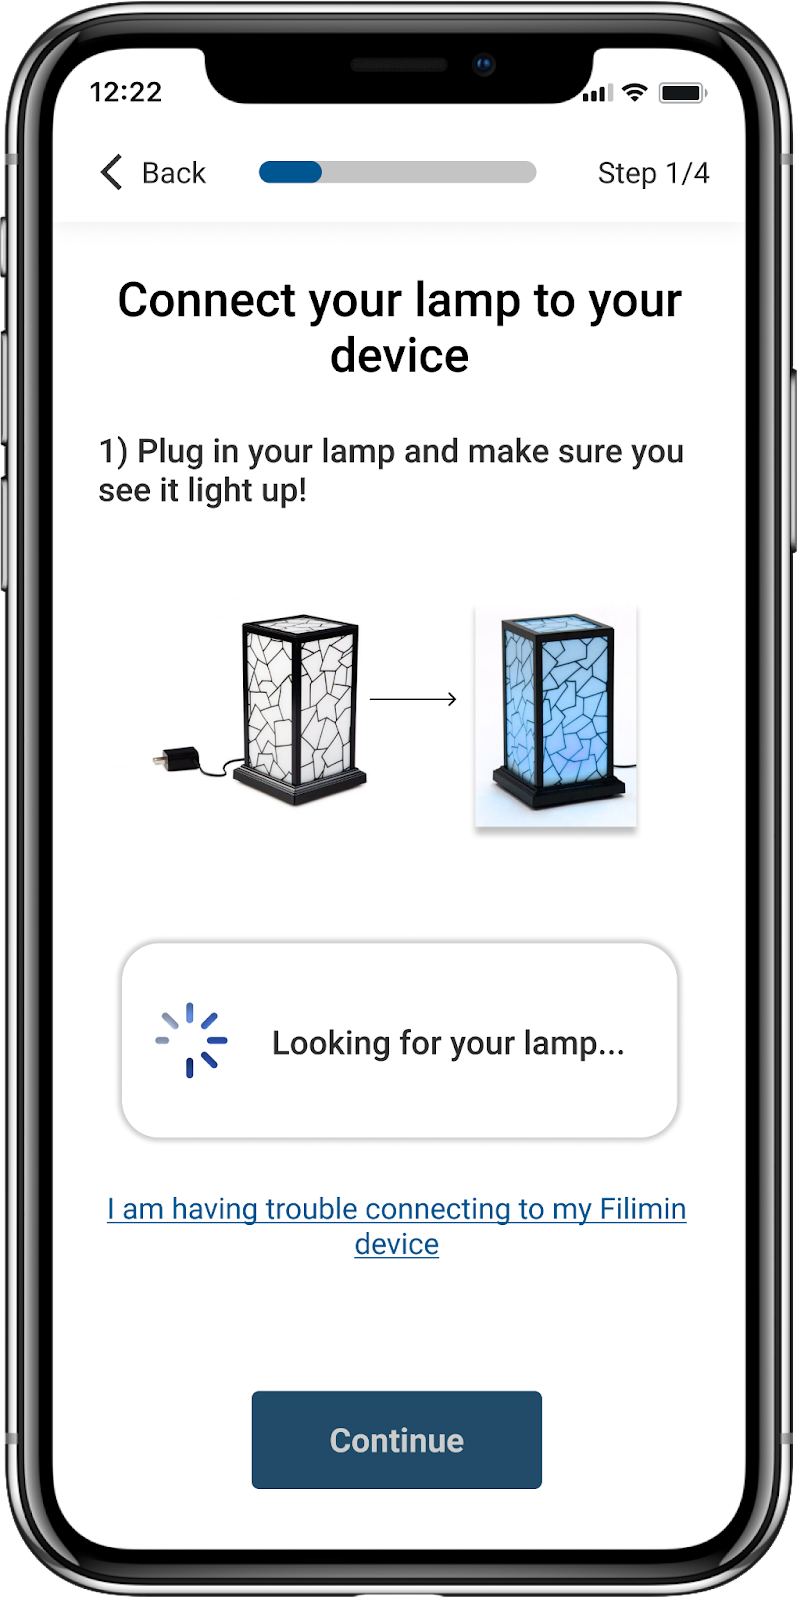 12:22
Back
Step 1/4
Connect your lamp to your
device
1) Plug in your lamp and make sure you
see it light up!
Looking for your lamp...
I am having trouble connecting to my Filimin
device
Continue